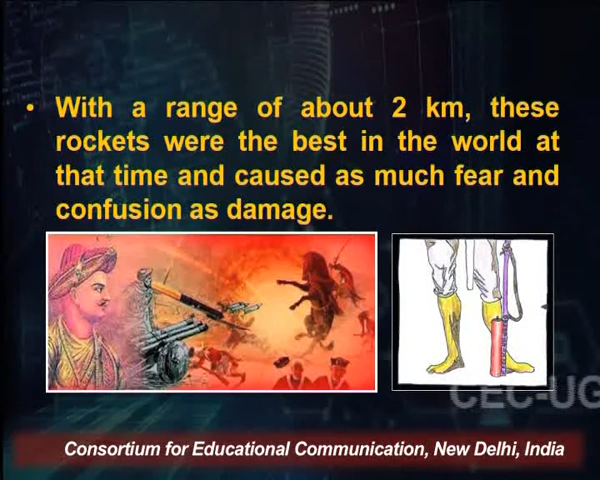 • With a range of about 2 km, these
rockets were the best in the world at
that time and caused as much fear and
confusion as damage.
CEC-UG
Consortium for Educational Communication, New Delhi, India